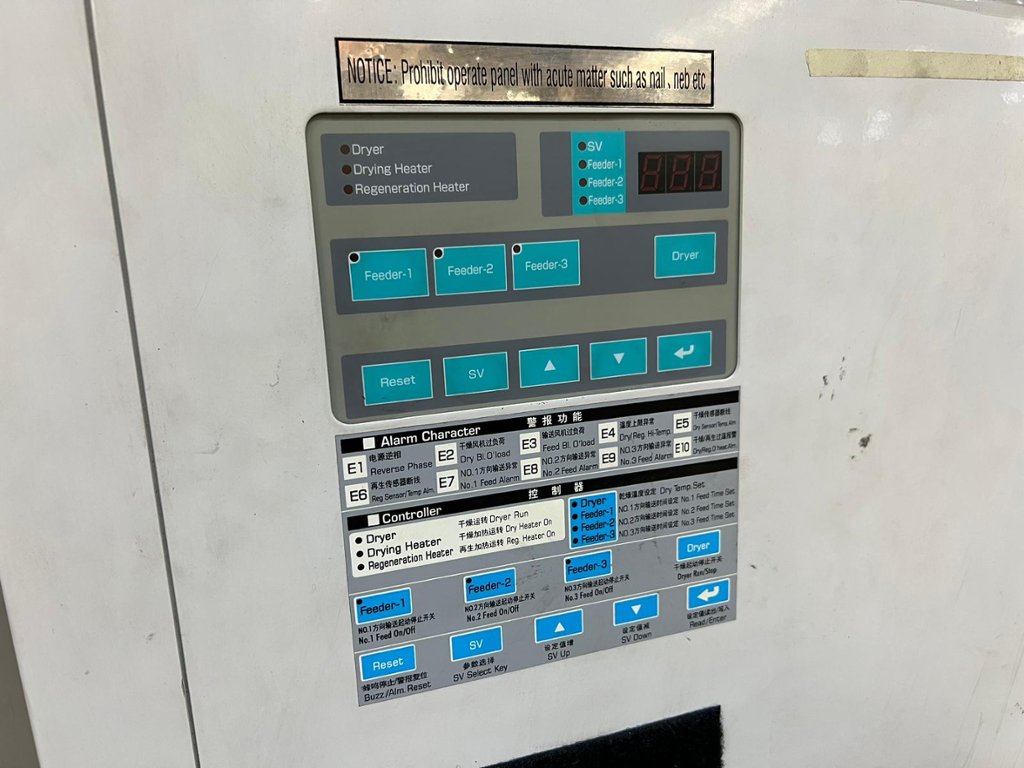 NOTICE: Prohibit operate panel with acute matter such as nail、neb etc
Dryer
Drying Heater
Regeneration Heater
SV
Feeder-1
Feeder-2
Feeder-3
888
Feeder-1
Feeder-2
Feeder-3
Dryer
Reset
SV
▲
▼
↵
Alarm Character 警报功能
E1 电源逆相 Reverse Phase
E2 干燥风机过负荷 Dry Bl. O'load
E3 输送风机过负荷 Feed Bl. O'load
E4 温度上限异常 Dry/Reg. Hi-Temp.
E5 干燥传感器断线 Dry Sensor/Temp. Alm.
E6 再生传感器断线 Reg Sensor/Temp Alm.
E7 NO.1方向输送异常 No.1 Feed Alarm
E8 NO.2方向输送异常 No.2 Feed Alarm
E9 NO.3方向输送异常 No.3 Feed Alarm
E10 干燥/再生过温报警 Dry/Reg.O'heat Alm.
Controller 控制器
Dryer 干燥运转 Dryer Run
Drying Heater 干燥加热运转 Dry Heater On
Regeneration Heater 再生加热运转 Reg. Heater On
Dryer 乾燥温度设定 Dry Temp. Set
Feeder-1 NO.1方向输送时间设定 No.1 Feed Time Set
Feeder-2 NO.2方向输送时间设定 No.2 Feed Time Set
Feeder-3 NO.3方向输送时间设定 No.3 Feed Time Set
Feeder-1
NO.1方向输送起动停止开关
No.1 Feed On/Off
Feeder-2
NO.2方向输送起动停止开关
No.2 Feed On/Off
Feeder-3
NO.3方向输送起动停止开关
No.3 Feed On/Off
Dryer
干燥起动停止开关
Dryer Run/Stop
Reset
蜂鸣停止/警报复位
Buzz./Alm. Reset
SV
参数选择
SV Select Key
▲
设定值增
SV Up
▼
设定值减
SV Down
↵
设定值读出/写入
Read/Enter